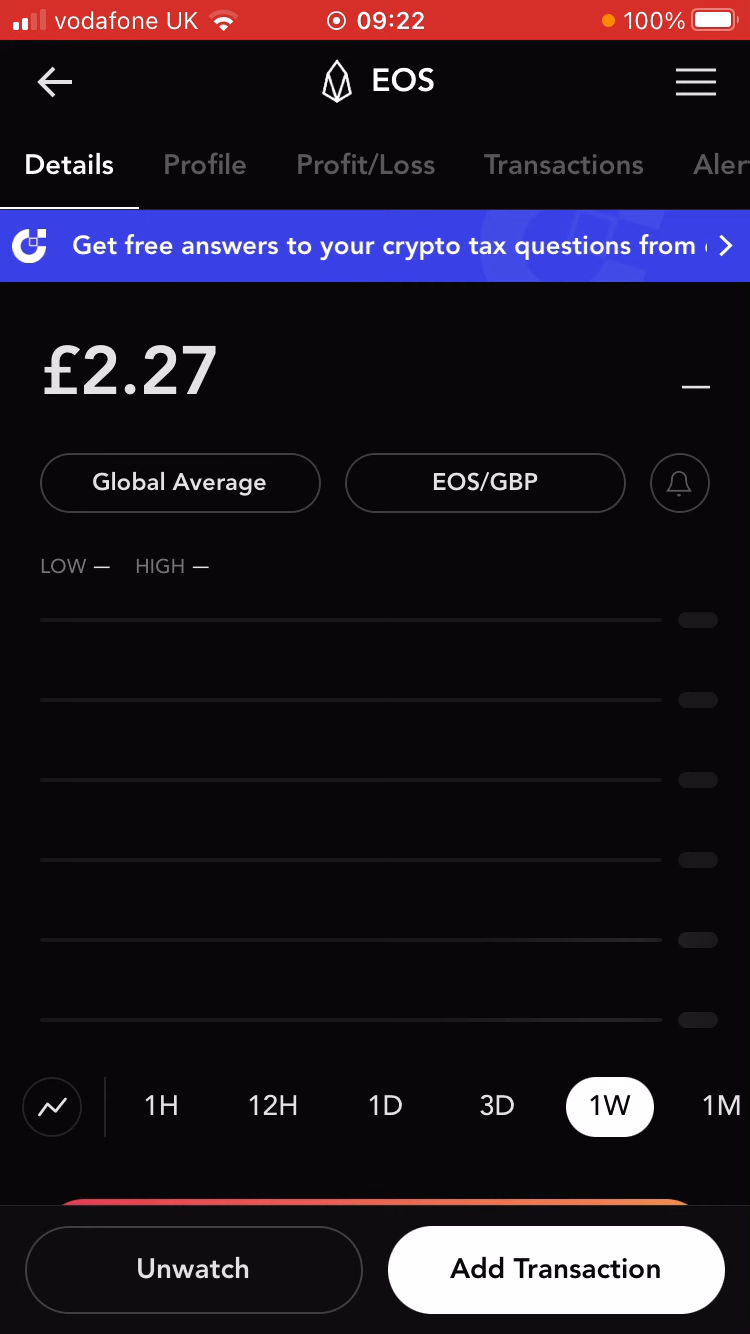 vodafone UK 09:22 100%
EOS
Details Profile Profit/Loss Transactions Aler
Get free answers to your crypto tax questions from
£2.27 —
Global Average EOS/GBP
LOW — HIGH —
1H 12H 1D 3D 1W 1M
Unwatch Add Transaction